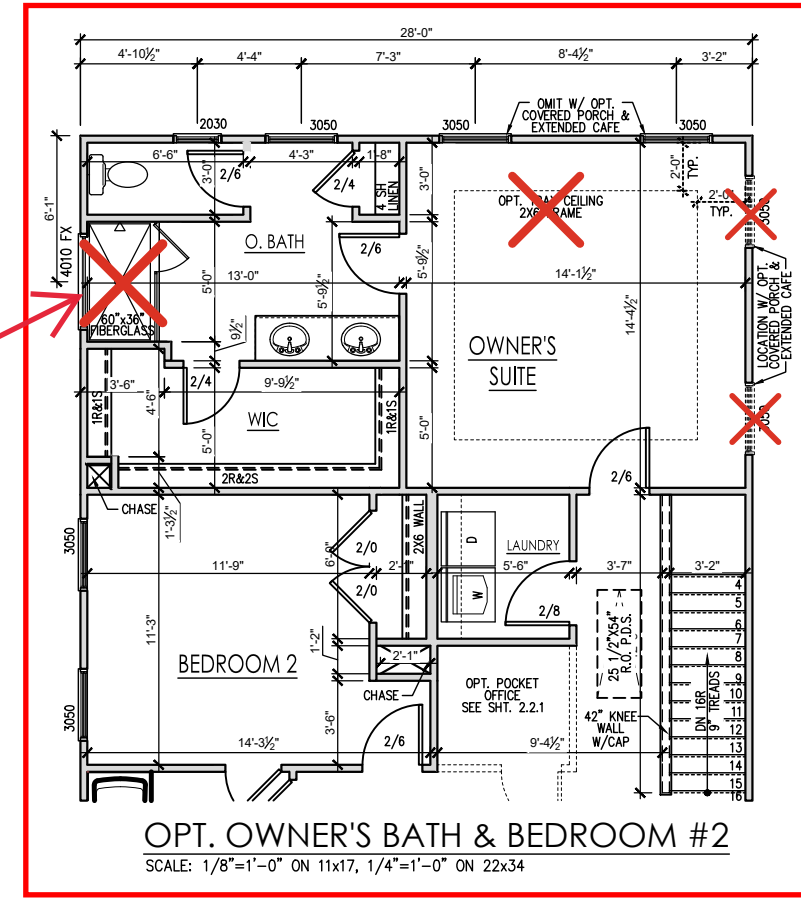 28'-0"
4'-10½"
4'-4"
7'-3"
8'-4½"
3'-2"
OMIT W/ OPT.
COVERED PORCH &
EXTENDED CAFE
2030
3050
3050
3050
6'-1"
6'-6"
3'-0"
2/6
4'-3"
2/4
1'-8"
4 SH
LINEN
3'-0"
2'-0"
TYP.
2'-0"
TYP.
3050
OPT. TRAY CEILING
2X6 FRAME
4010 FX
O. BATH
2/6
13'-0"
5'-0"
5'-9½"
5'-9½"
14'-1½"
14'-4½"
60"x36"
FIBERGLASS
9½"
OWNER'S
SUITE
LOCATION W/ OPT.
COVERED PORCH &
EXTENDED CAFE
3'-6"
2/4
9'-9½"
1R&1S
4'-6"
5'-0"
WIC
1R&1S
5'-0"
3050
2R&2S
2/6
CHASE
1'-3½"
3050
11'-9"
6'-0"
2/0
2/0
2'-1"
2X6 WALL
D
W
LAUNDRY
5'-6"
2/8
3'-7"
3'-2"
4
5
6
7
8
9
10
11
12
13
14
15
16
11'-3"
1'-2"
2'-1"
BEDROOM 2
CHASE
OPT. POCKET
OFFICE
SEE SHT. 2.2.1
25 1/2"X54"
R.O. P.D.S.
DN 16R
9" TREADS
42" KNEE
WALL
W/CAP
3050
3'-6"
14'-3½"
2/6
9'-4½"
OPT. OWNER'S BATH & BEDROOM #2
SCALE: 1/8"=1'-0" ON 11x17, 1/4"=1'-0" ON 22x34